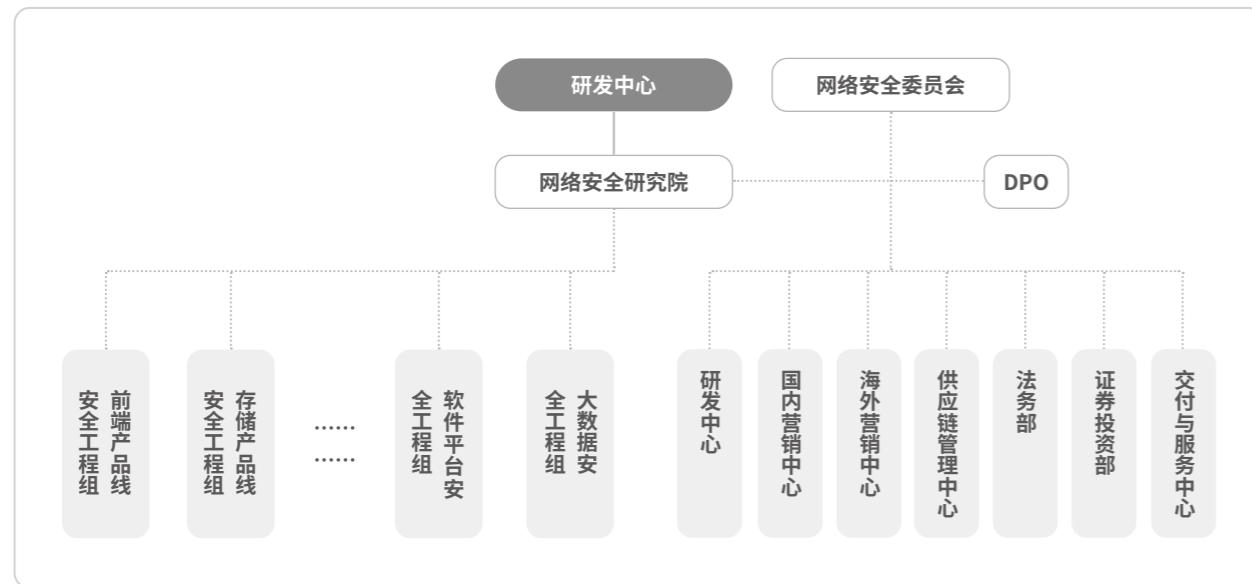 研发中心
网络安全委员会
网络安全研究院
DPO
前端产品线
安全工程组
存储产品线
安全工程组
……
……
软件平台安
全工程组
大数据安
全工程组
研发中心
国内营销中心
海外营销中心
供应链管理中心
法务部
证券投资部
交付与服务中心